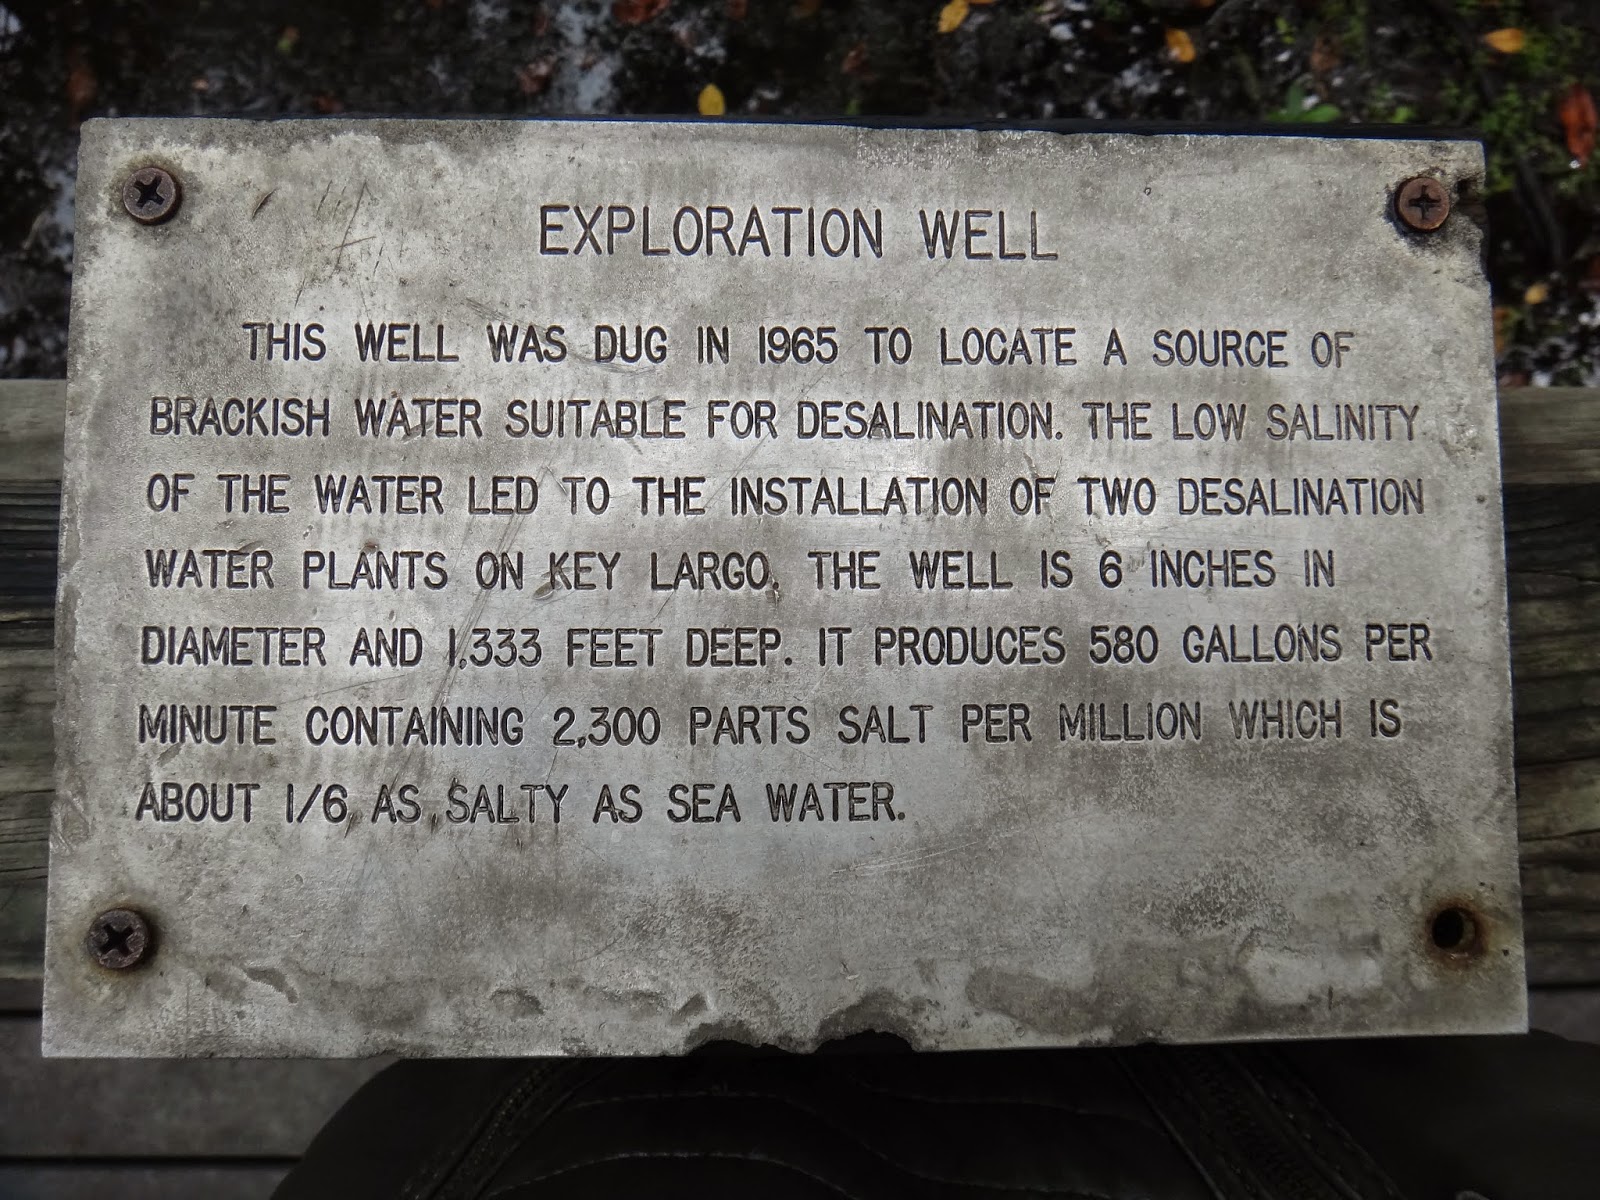 EXPLORATION WELL
THIS WELL WAS DUG IN 1965 TO LOCATE A SOURCE OF
BRACKISH WATER SUITABLE FOR DESALINATION. THE LOW SALINITY
OF THE WATER LED TO THE INSTALLATION OF TWO DESALINATION
WATER PLANTS ON KEY LARGO. THE WELL IS 6 INCHES IN
DIAMETER AND 1,333 FEET DEEP. IT PRODUCES 580 GALLONS PER
MINUTE CONTAINING 2,300 PARTS SALT PER MILLION WHICH IS
ABOUT 1/6 AS SALTY AS SEA WATER.